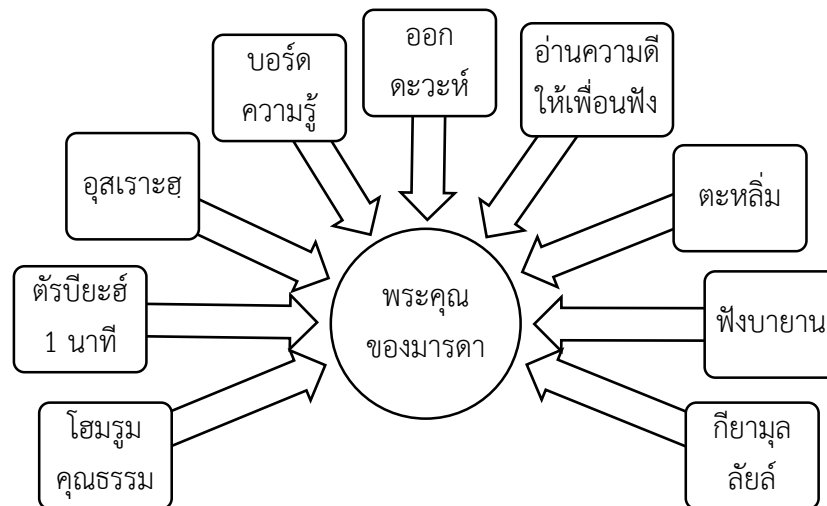 ออก
ดะวะห์
บอร์ด
ความรู้
อ่านความดี
ให้เพื่อนฟัง
อุสเราะฮฺ
ตะหลิ่ม
ตัรบียะฮ์
1 นาที
พระคุณ
ของมารดา
ฟังบายาน
โฮมรูม
คุณธรรม
กียามุล
ลัยล์